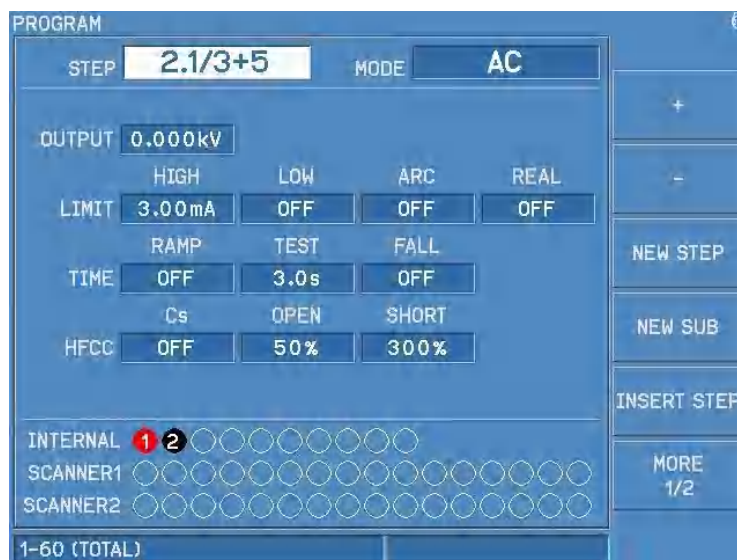 PROGRAM
STEP 2.1/3+5 MODE AC
+
OUTPUT 0.000kV
-
HIGH LOW ARC REAL
LIMIT 3.00mA OFF OFF OFF
RAMP TEST FALL
NEW STEP
TIME OFF 3.0s OFF
Cs OPEN SHORT
NEW SUB
HFCC OFF 50% 300%
INSERT STEP
INTERNAL 1 2
SCANNER1
MORE
1/2
SCANNER2
1-60 (TOTAL)